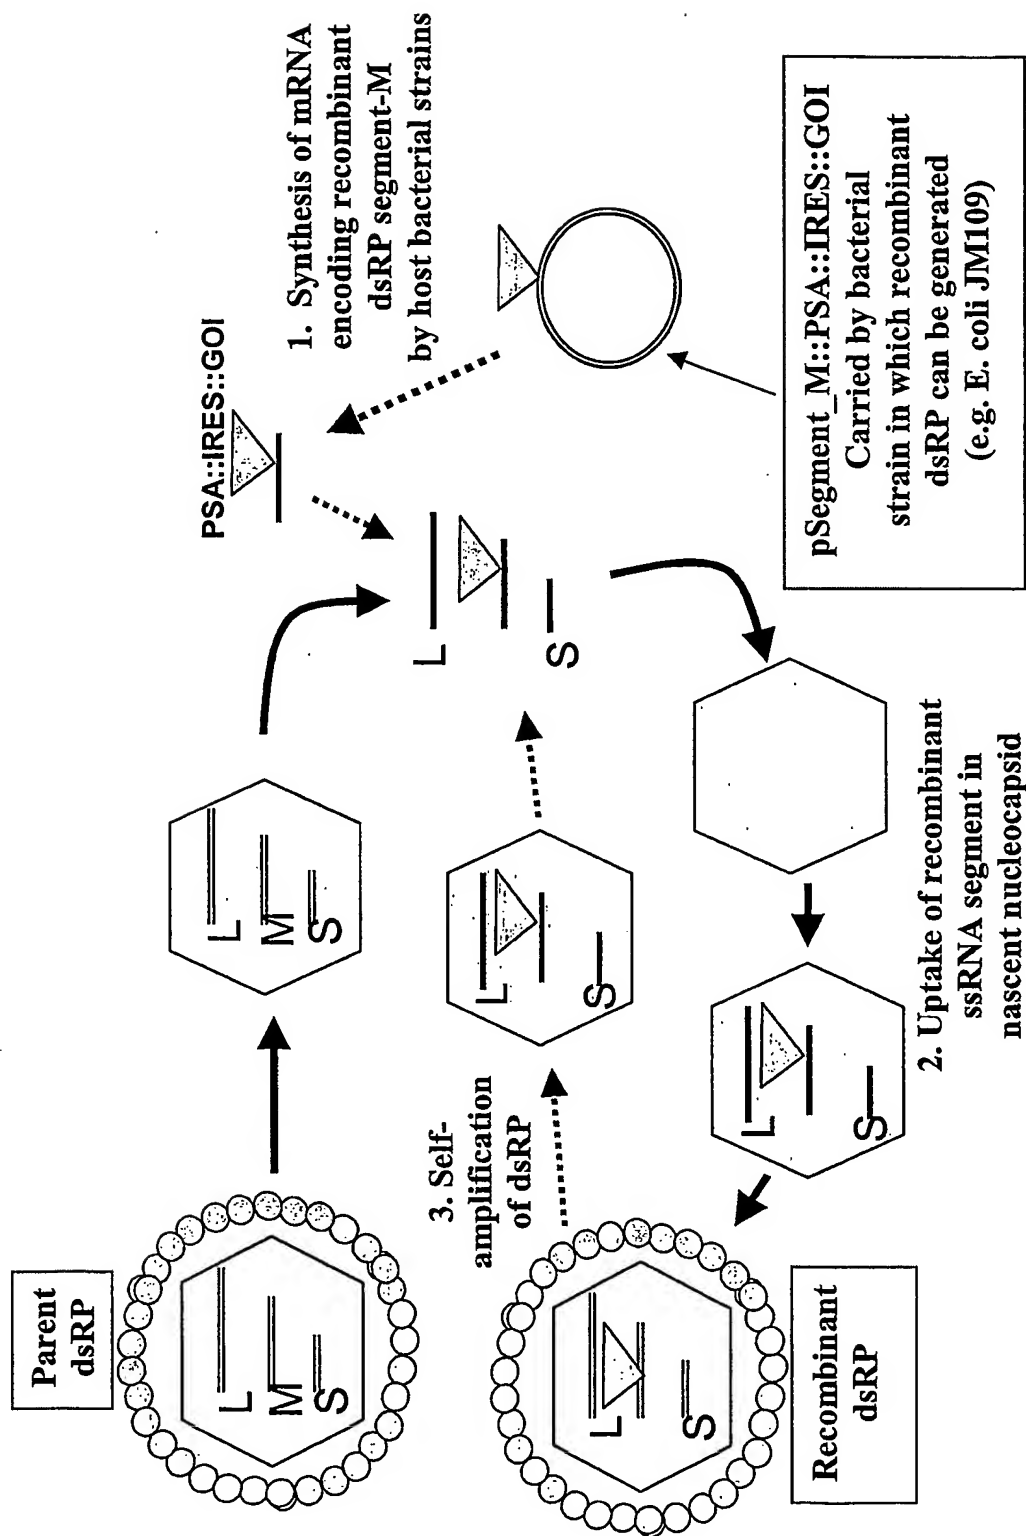 Parent
dsRP
L
M
S
L
M
S
PSA::IRES::GOI
1. Synthesis of mRNA
encoding recombinant
dsRP segment-M
by host bacterial strains
L
S
3. Self-
amplification
of dsRP
L
S
L
S
Recombinant
dsRP
L
S
2. Uptake of recombinant
ssRNA segment in
nascent nucleocapsid
pSegment_M::PSA::IRES::GOI
Carried by bacterial
strain in which recombinant
dsRP can be generated
(e.g. E. coli JM109)